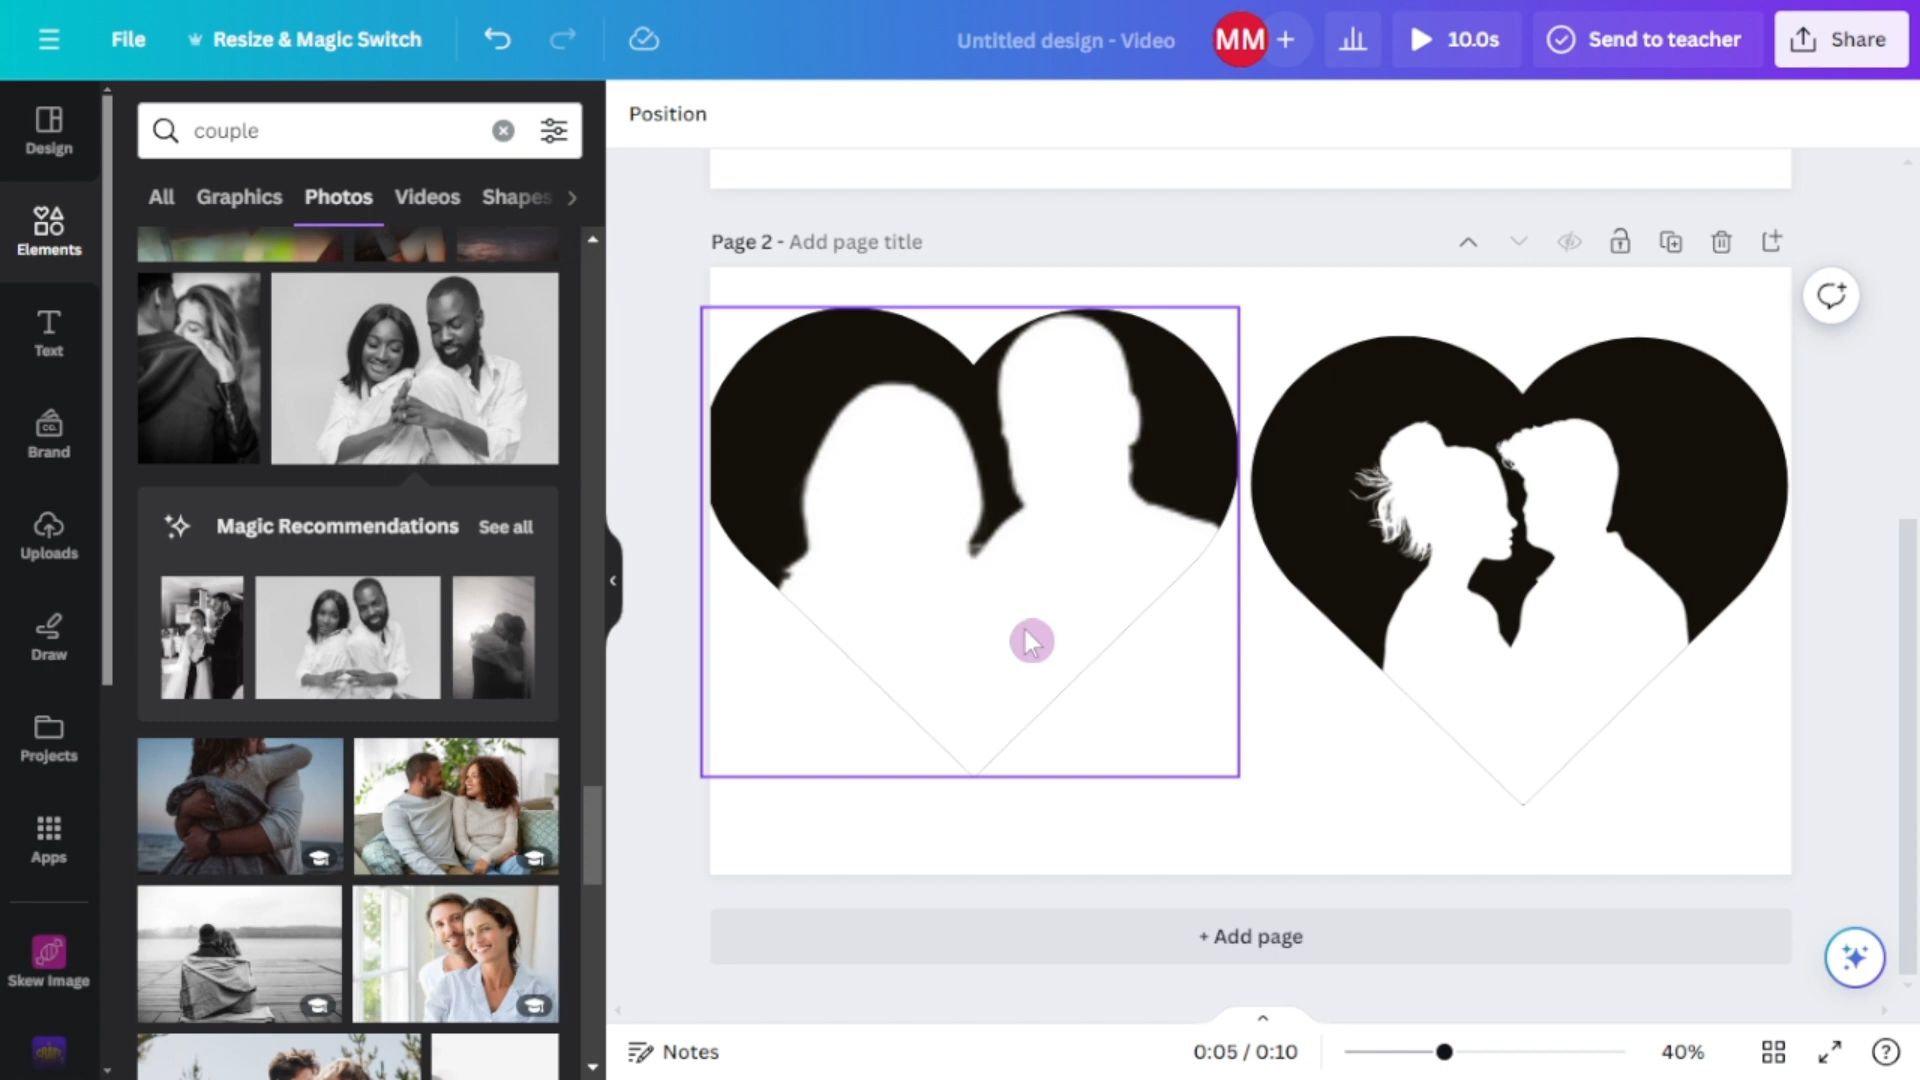 File
Resize & Magic Switch
Untitled design - Video
MM
+
10.0s
Send to teacher
Share
Design
Elements
Text
Brand
Uploads
Draw
Projects
Apps
Skew Image
couple
All Graphics Photos Videos Shapes
Magic Recommendations See all
Position
Page 2 - Add page title
+ Add page
Notes
0:05 / 0:10
40%